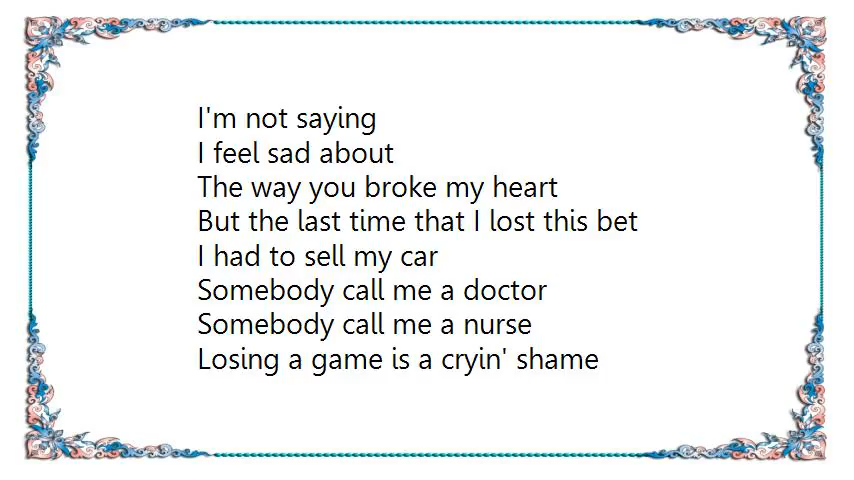 I'm not saying
I feel sad about
The way you broke my heart
But the last time that I lost this bet
I had to sell my car
Somebody call me a doctor
Somebody call me a nurse
Losing a game is a cryin' shame